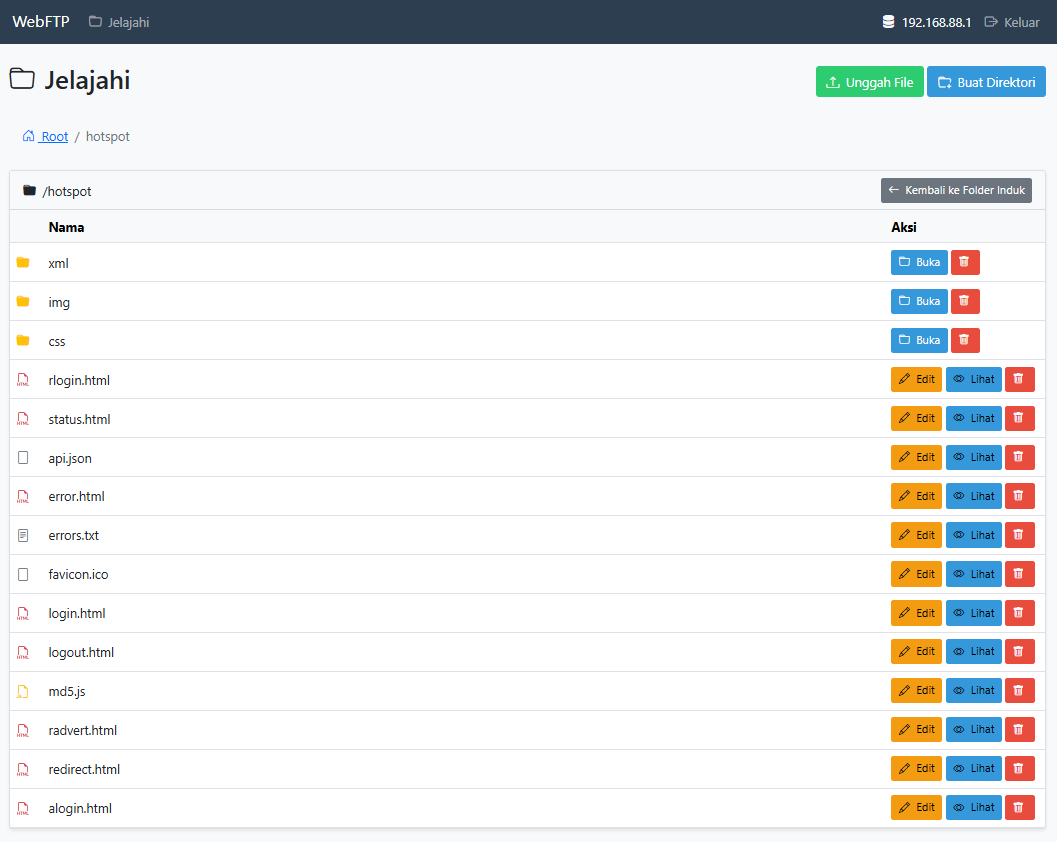 WebFTP Jelajahi 192.168.88.1 Keluar
Jelajahi Unggah File Buat Direktori
Root / hotspot
/hotspot Kembali ke Folder Induk
Nama Aksi
xml Buka
img Buka
css Buka
rlogin.html Edit Lihat
status.html Edit Lihat
api.json Edit Lihat
error.html Edit Lihat
errors.txt Edit Lihat
favicon.ico Edit Lihat
login.html Edit Lihat
logout.html Edit Lihat
md5.js Edit Lihat
radvert.html Edit Lihat
redirect.html Edit Lihat
alogin.html Edit Lihat